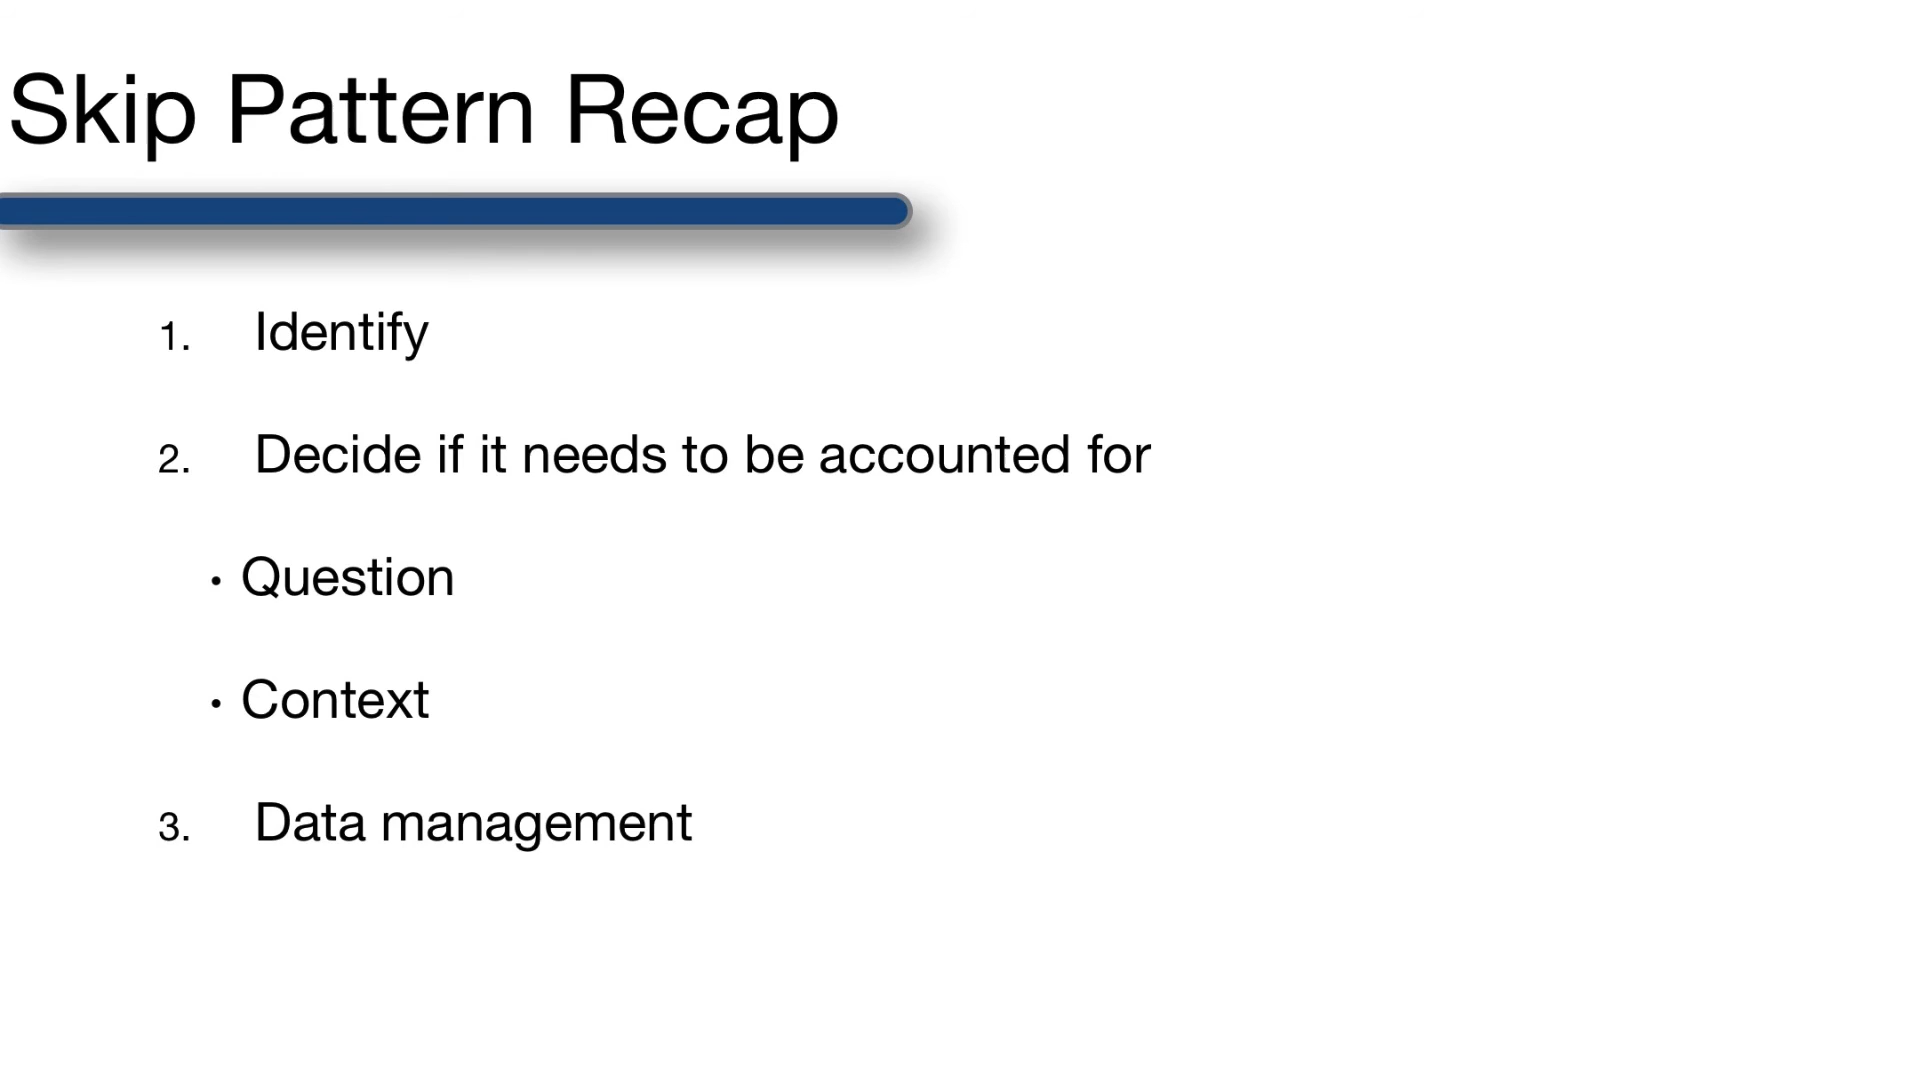 Skip Pattern Recap
1. Identify
2. Decide if it needs to be accounted for
• Question
• Context
3. Data management